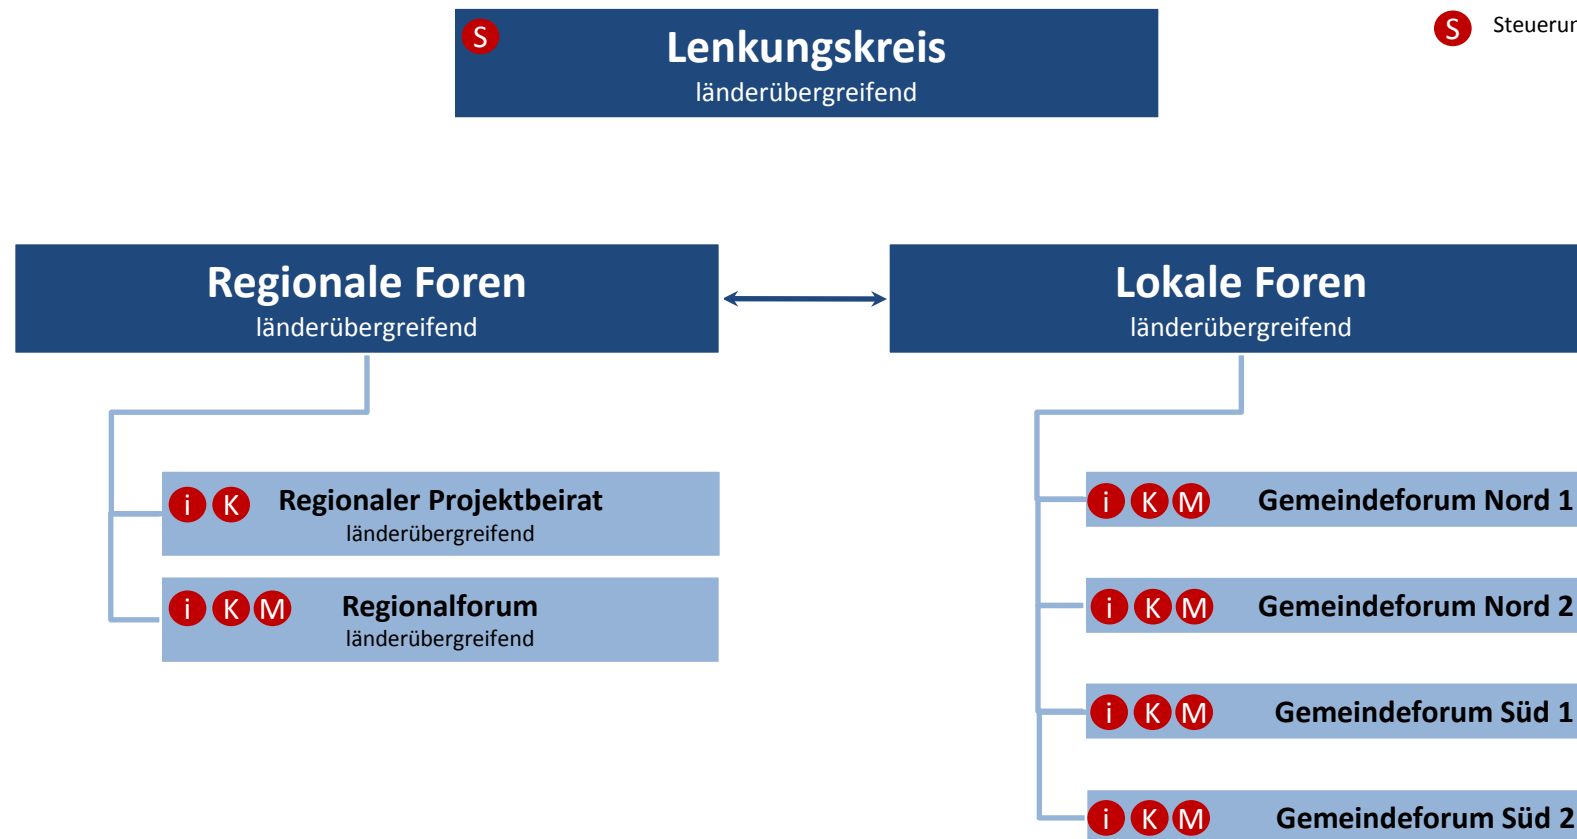 S
Lenkungskreis
länderübergreifend
S
Regionale Foren
länderübergreifend
Lokale Foren
länderübergreifend
i K Regionaler Projektbeirat
länderübergreifend
i K M Regionalforum
länderübergreifend
i K M Gemeindeforum Nord 1
i K M Gemeindeforum Nord 2
i K M Gemeindeforum Süd 1
i K M Gemeindeforum Süd 2